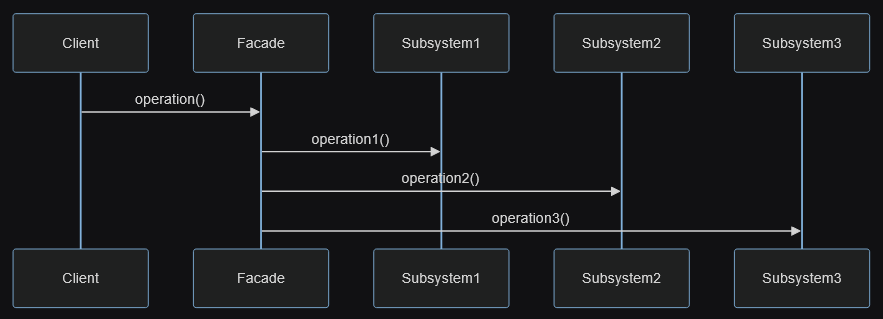 Client Facade Subsystem1 Subsystem2 Subsystem3
operation()
operation1()
operation2()
operation3()
Client Facade Subsystem1 Subsystem2 Subsystem3